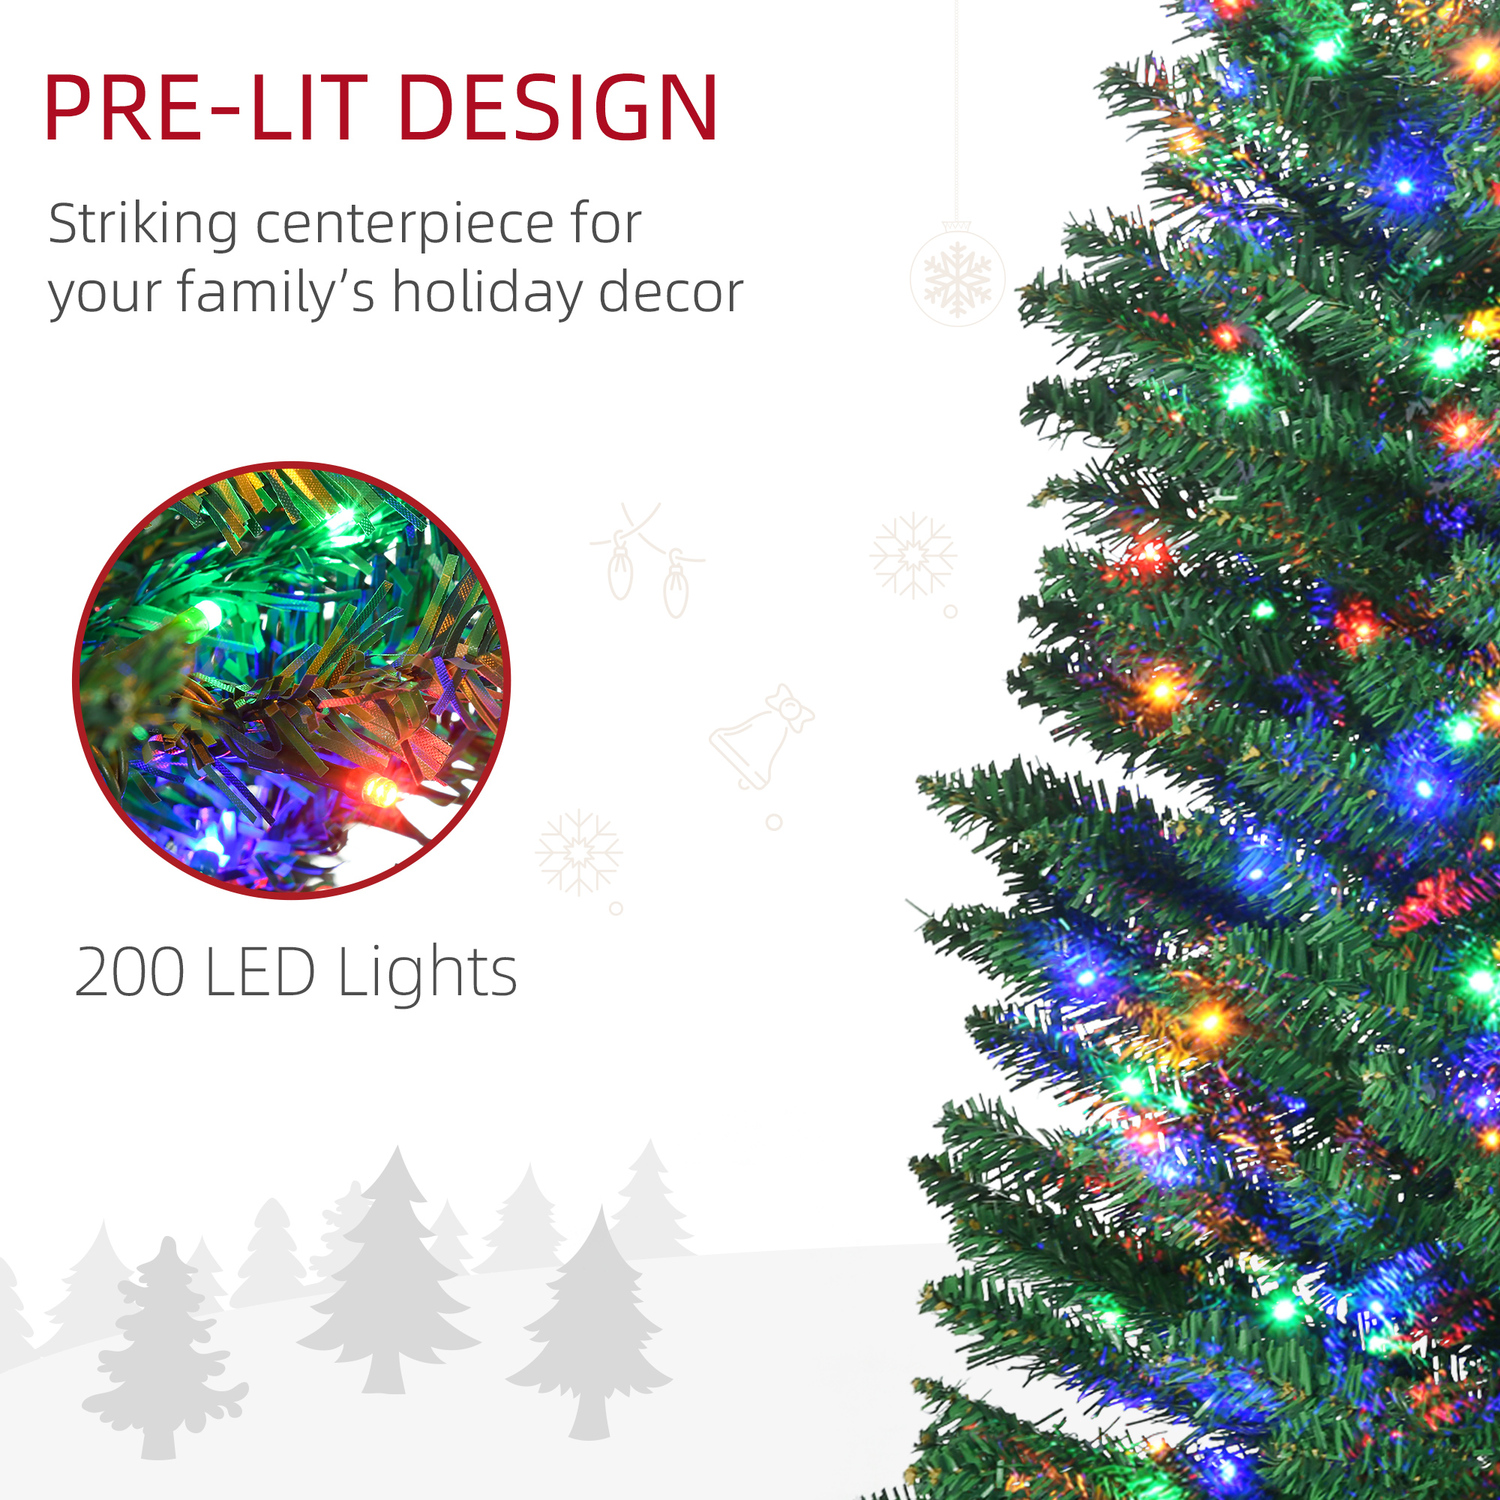 PRE-LIT DESIGN
Striking centerpiece for
your family’s holiday decor
200 LED Lights